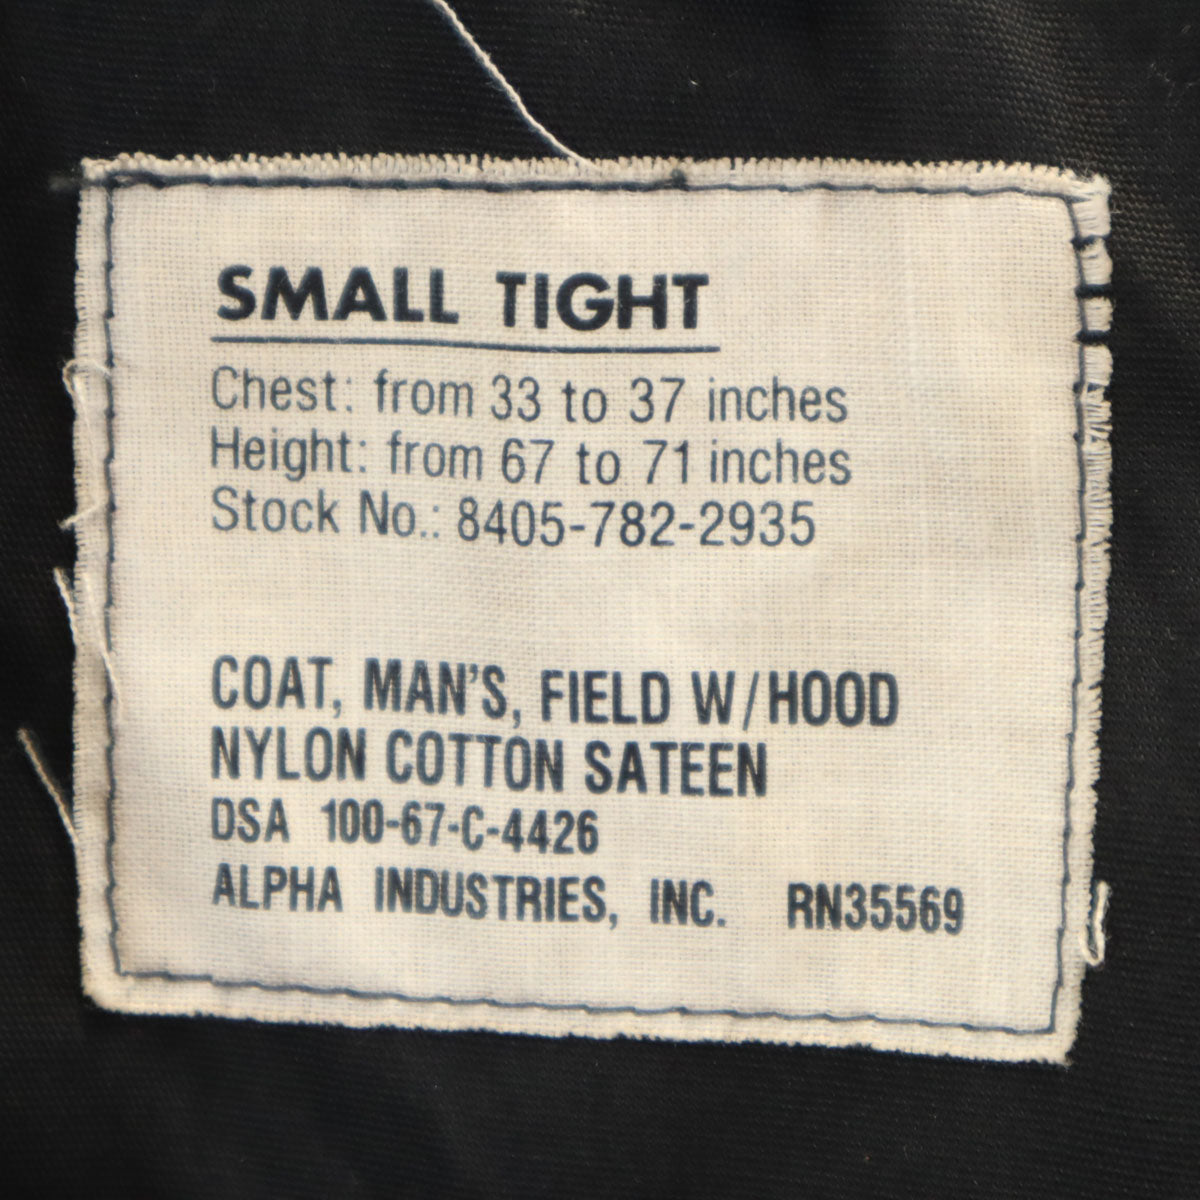 SMALL TIGHT
Chest: from 33 to 37 inches
Height: from 67 to 71 inches
Stock No.: 8405-782-2935
COAT, MAN'S, FIELD W/HOOD
NYLON COTTON SATEEN
DSA 100-67-C-4426
ALPHA INDUSTRIES, INC. RN35569